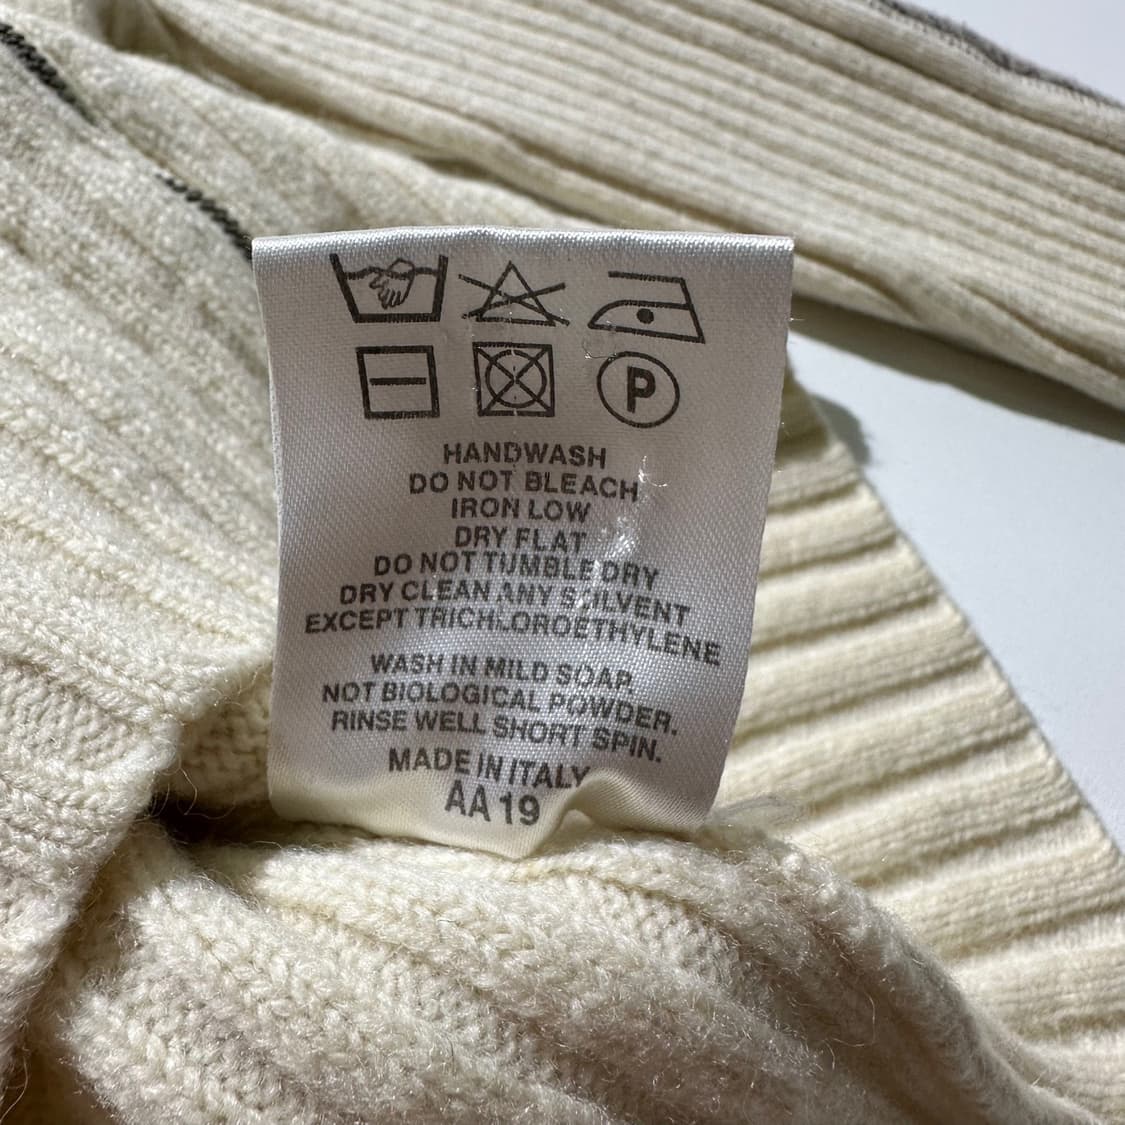 P
HANDWASH
DO NOT BLEACH
IRON LOW
DRY FLAT
DO NOT TUMBLE DRY
DRY CLEAN ANY SOLVENT
EXCEPT TRICHLOROETHYLENE
WASH IN MILD SOAP.
NOT BIOLOGICAL POWDER.
RINSE WELL SHORT SPIN.
MADE IN ITALY
AA 19